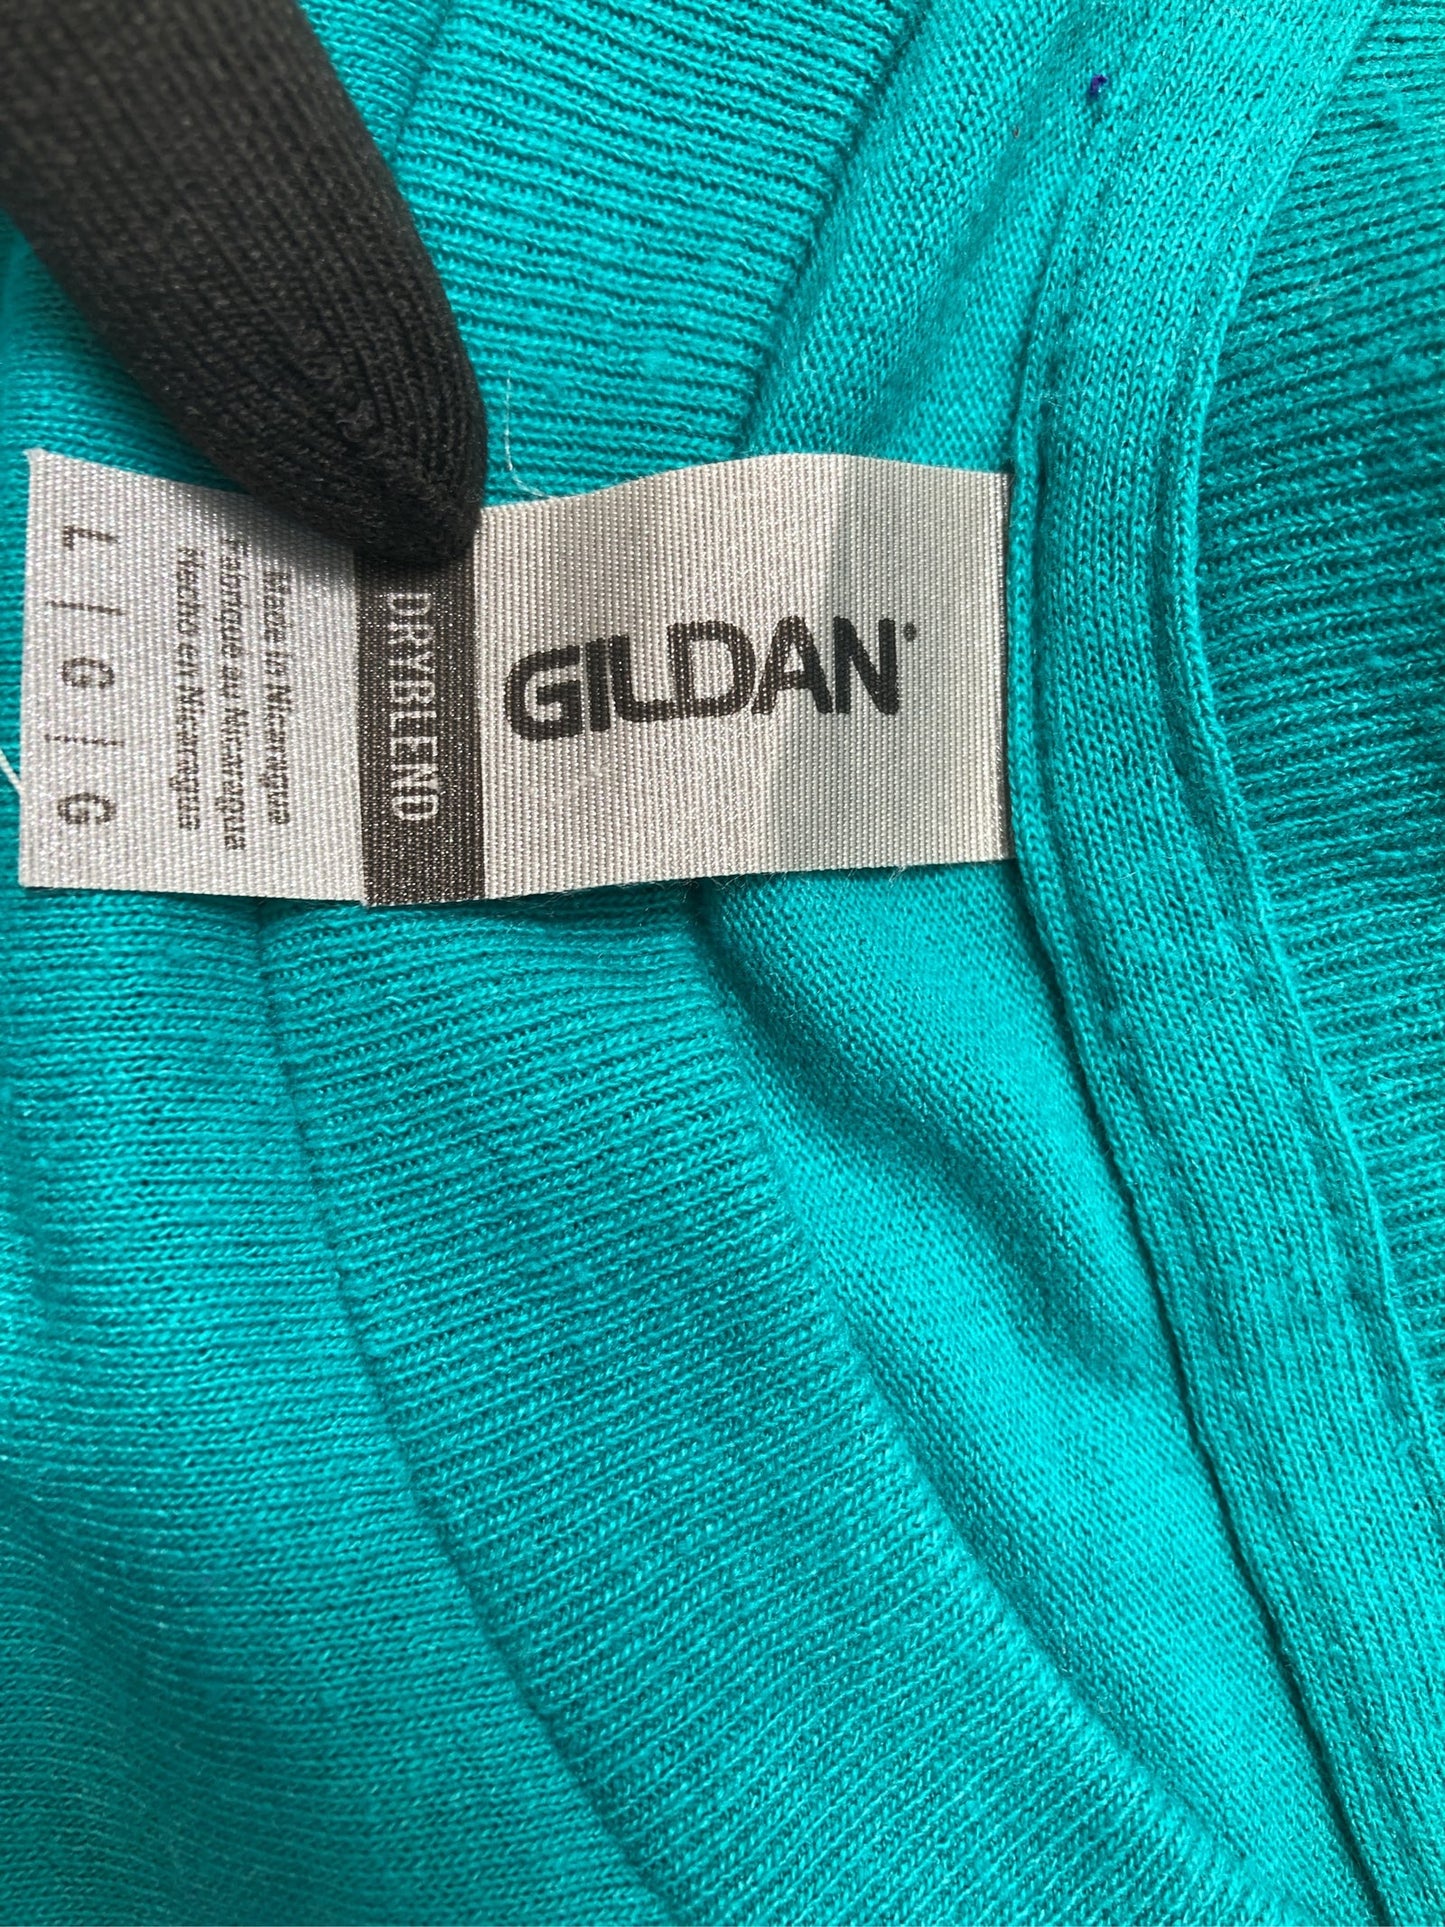 GILDAN
DRYBLEND
Made in Nicaragua
Fabriqué au Nicaragua
Hecho en Nicaragua
L | G | G